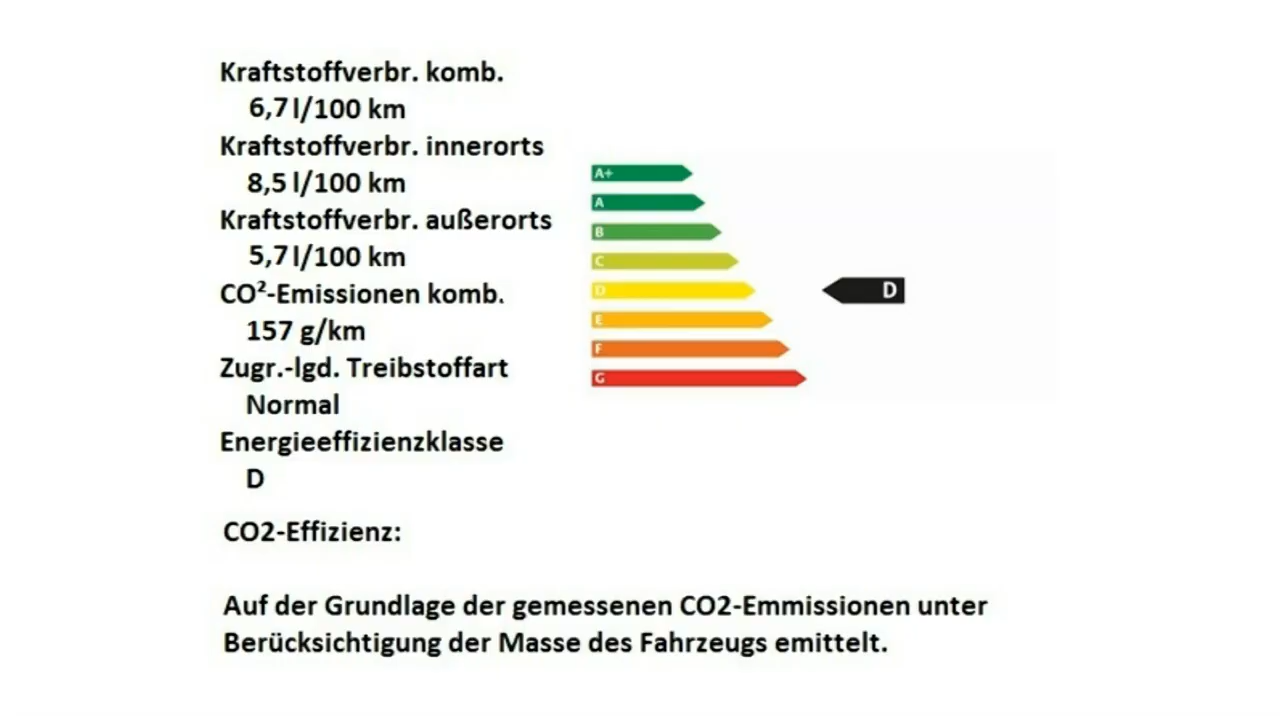 Kraftstoffverbr. komb.
6,7 l/100 km
Kraftstoffverbr. innerorts
8,5 l/100 km
Kraftstoffverbr. außerorts
5,7 l/100 km
CO²-Emissionen komb.
157 g/km
Zugr.-lgd. Treibstoffart
Normal
Energieeffizienzklasse
D
A+
A
B
C
D
E
F
G
D
CO2-Effizienz:
Auf der Grundlage der gemessenen CO2-Emmissionen unter
Berücksichtigung der Masse des Fahrzeugs emittelt.